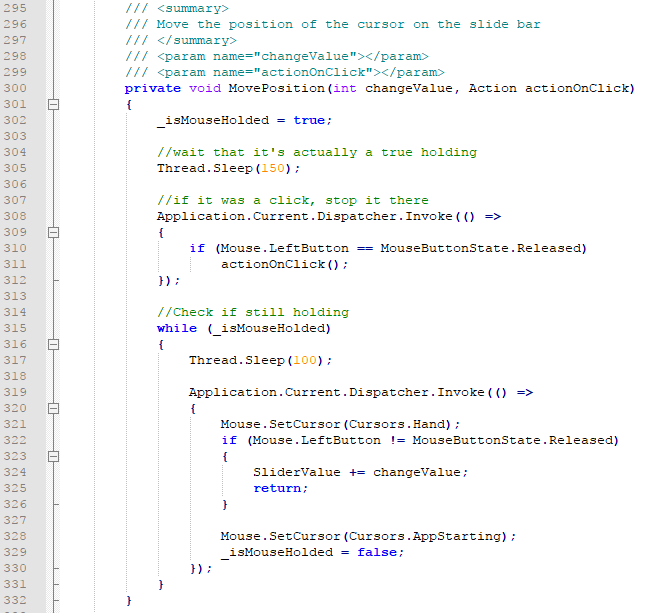 295 /// <summary>
296 /// Move the position of the cursor on the slide bar
297 /// </summary>
298 /// <param name="changeValue"></param>
299 /// <param name="actionOnClick"></param>
300 private void MovePosition(int changeValue, Action actionOnClick)
301 {
302 _isMouseHolded = true;
303
304 //wait that it's actually a true holding
305 Thread.Sleep(150);
306
307 //if it was a click, stop it there
308 Application.Current.Dispatcher.Invoke(() =>
309 {
310 if (Mouse.LeftButton == MouseButtonState.Released)
311 actionOnClick();
312 });
313
314 //Check if still holding
315 while (_isMouseHolded)
316 {
317 Thread.Sleep(100);
318
319 Application.Current.Dispatcher.Invoke(() =>
320 {
321 Mouse.SetCursor(Cursors.Hand);
322 if (Mouse.LeftButton != MouseButtonState.Released)
323 {
324 SliderValue += changeValue;
325 return;
326 }
327
328 Mouse.SetCursor(Cursors.AppStarting);
329 _isMouseHolded = false;
330 });
331 }
332 }